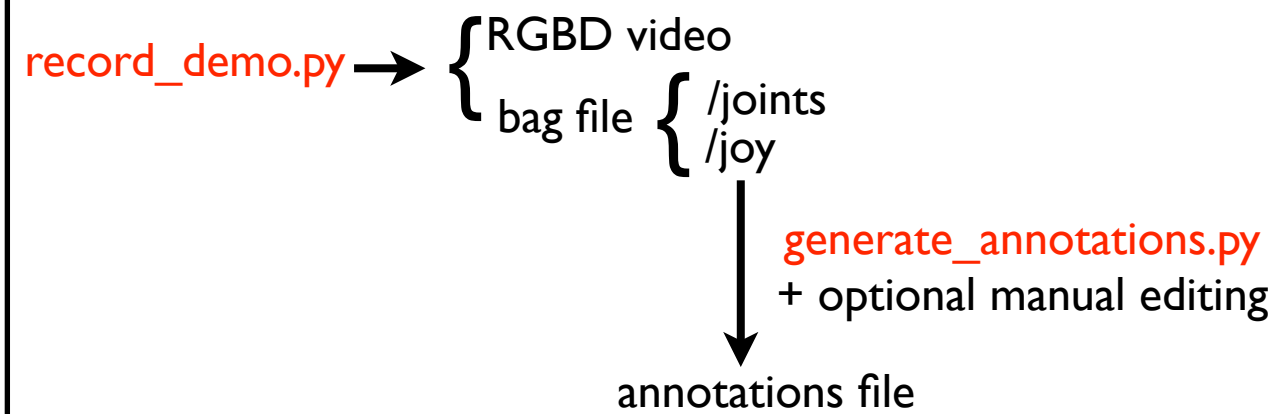 record_demo.py
RGBD video
bag file
/joints
/joy
generate_annotations.py
+ optional manual editing
annotations file